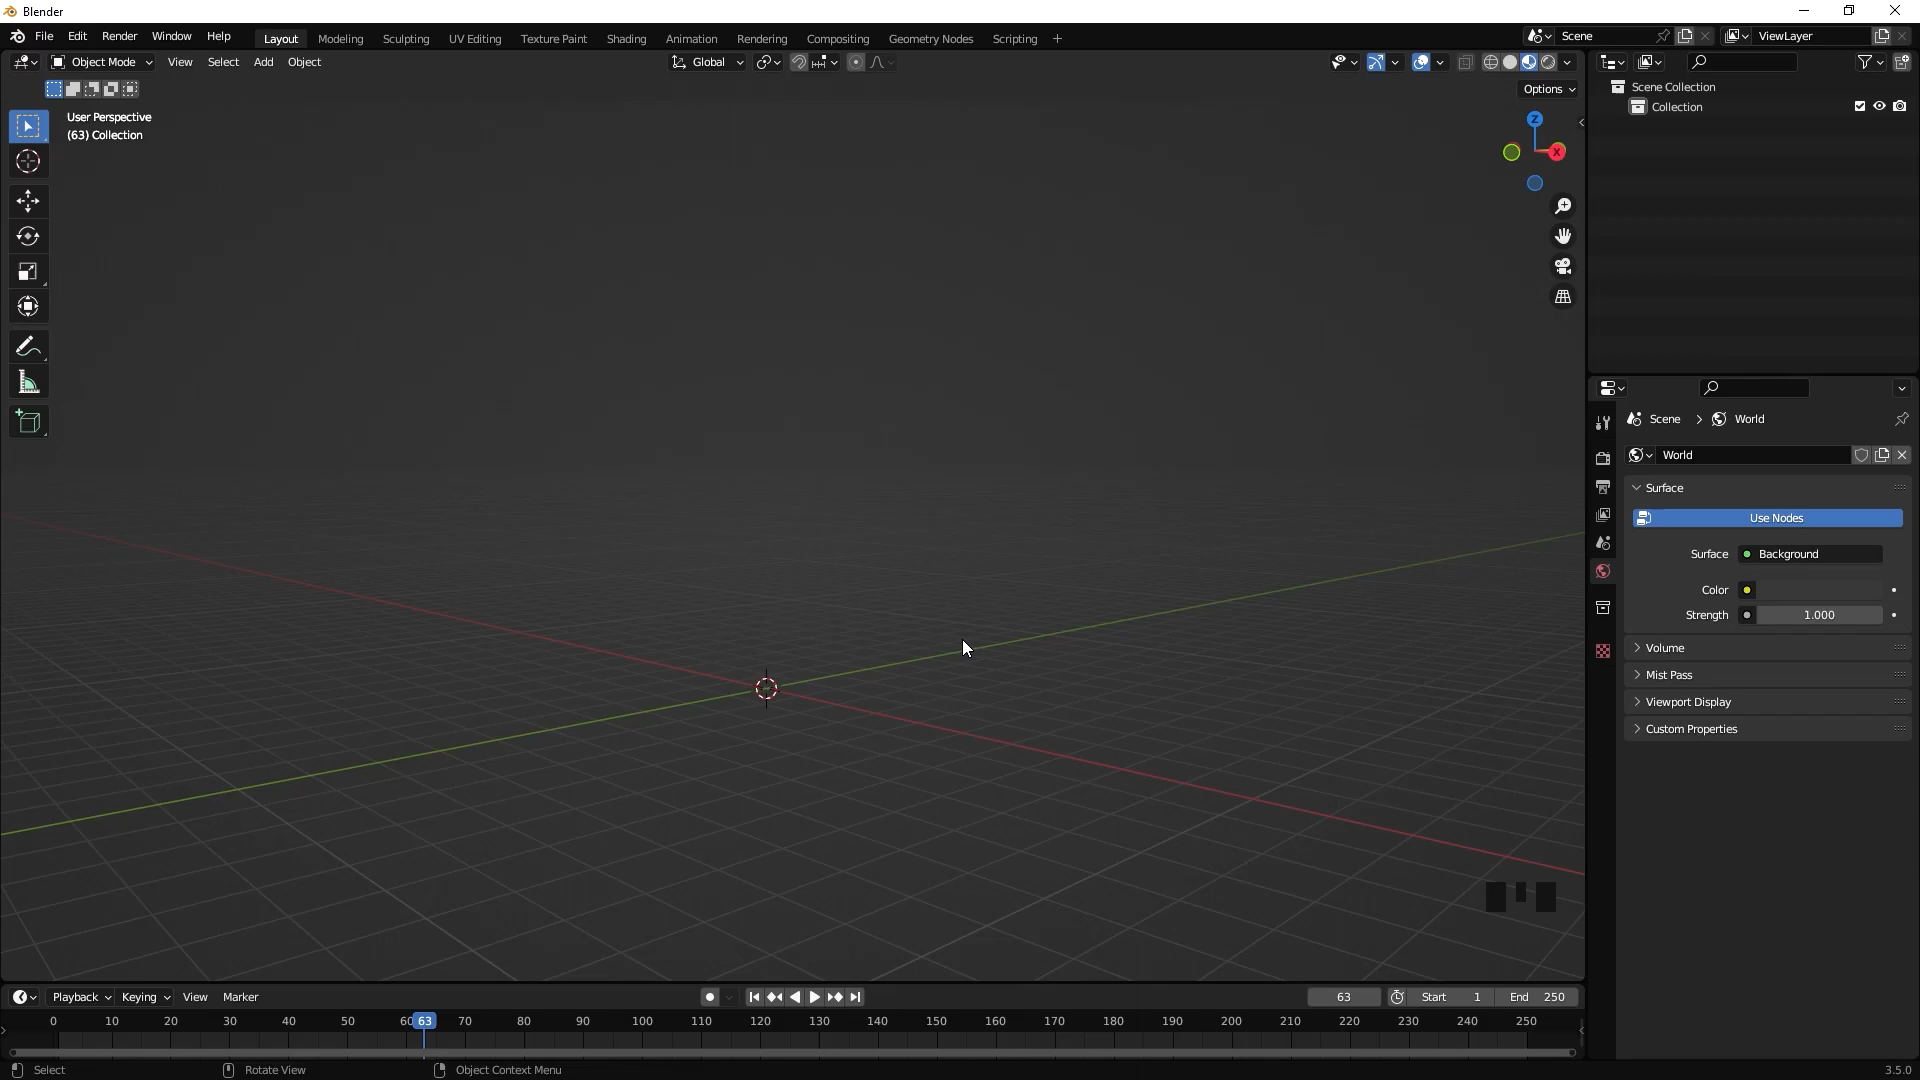 Blender
File Edit Render Window Help
Layout Modeling Sculpting UV Editing Texture Paint Shading Animation Rendering Compositing Geometry Nodes Scripting +
Scene
ViewLayer
Object Mode View Select Add Object
Global
Options
User Perspective
(63) Collection
Z
X
Scene Collection
Collection
Scene > World
World
Surface
Use Nodes
Surface Background
Color
Strength 1.000
Volume
Mist Pass
Viewport Display
Custom Properties
Playback Keying View Marker
63 Start 1 End 250
0 10 20 30 40 50 60 63 70 80 90 100 110 120 130 140 150 160 170 180 190 200 210 220 230 240 250
Select Rotate View Object Context Menu 3.5.0